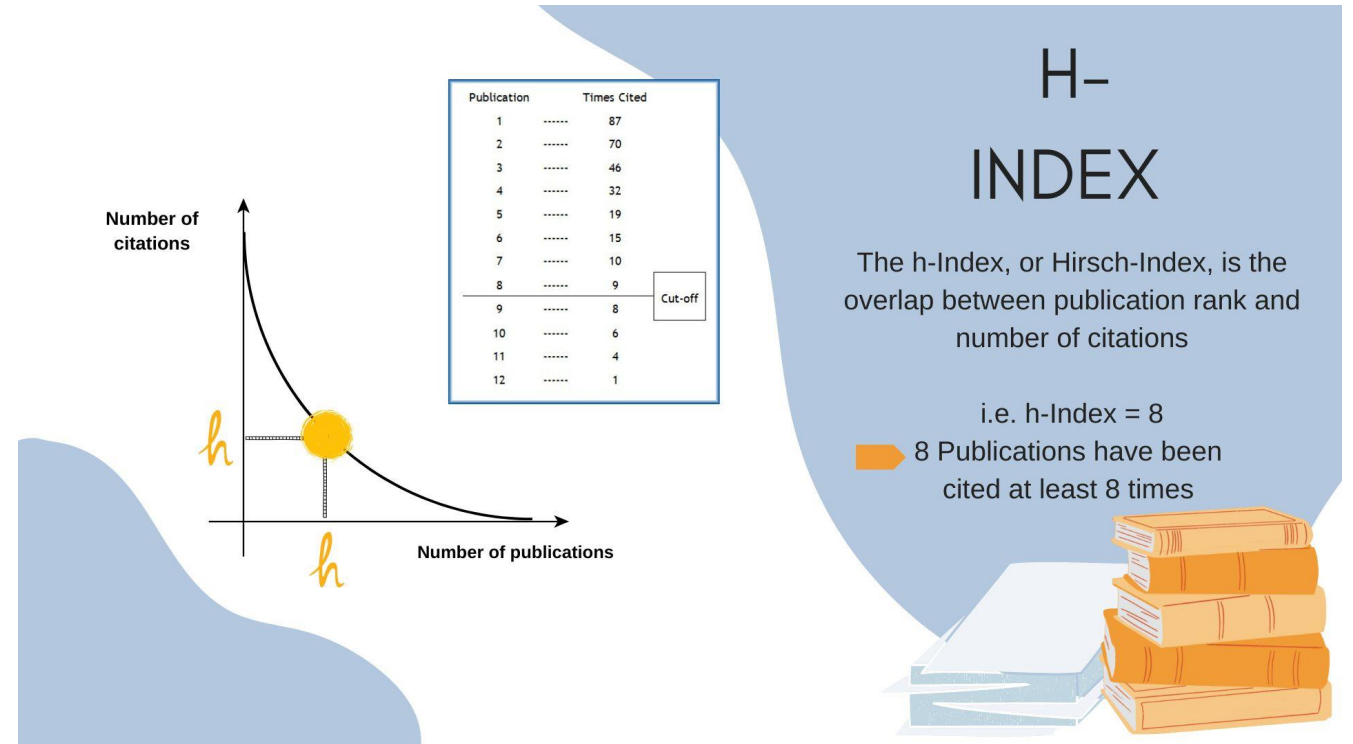 H-
INDEX
The h-Index, or Hirsch-Index, is the
overlap between publication rank and
number of citations
i.e. h-Index = 8
8 Publications have been
cited at least 8 times
Publication Times Cited
1 ------ 87
2 ------ 70
3 ------ 46
4 ------ 32
5 ------ 19
6 ------ 15
7 ------ 10
8 ------ 9
Cut-off
9 ------ 8
10 ------ 6
11 ------ 4
12 ------ 1
Number of
citations
h
h
Number of publications